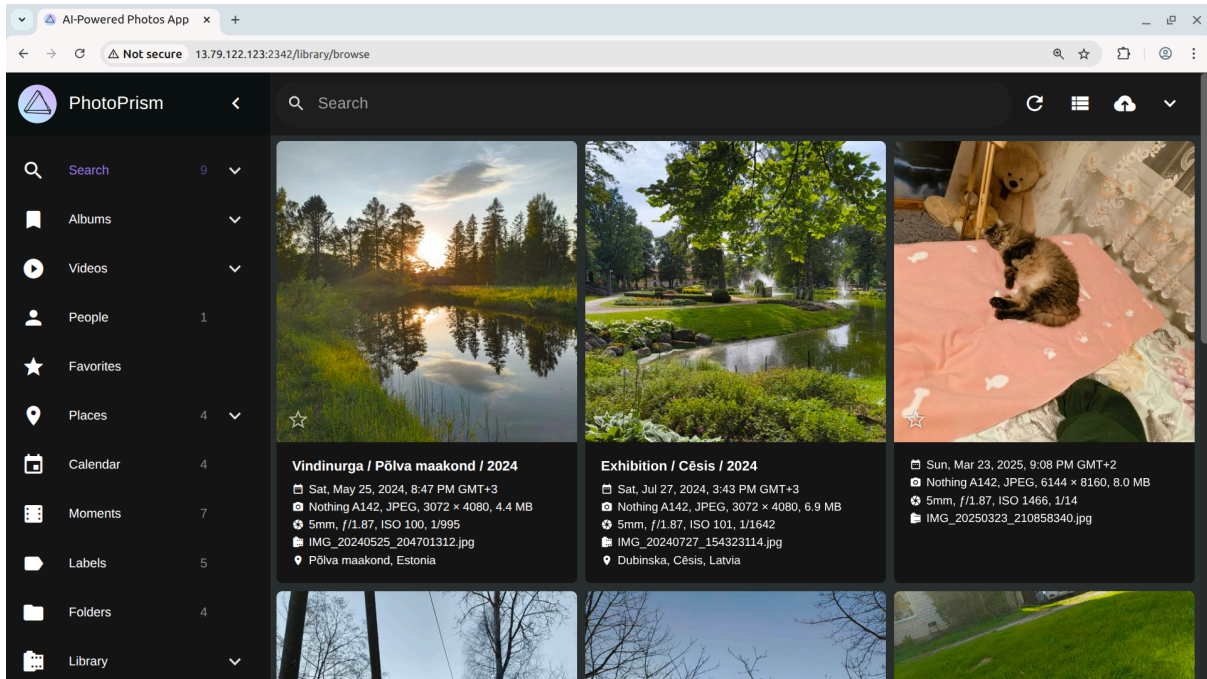 AI-Powered Photos App
Not secure 13.79.122.123:2342/library/browse
PhotoPrism
Search
Search 9
Albums
Videos
People 1
Favorites
Places 4
Calendar 4
Moments 7
Labels 5
Folders 4
Library
Vindinurga / Põlva maakond / 2024
Sat, May 25, 2024, 8:47 PM GMT+3
Nothing A142, JPEG, 3072 × 4080, 4.4 MB
5mm, ƒ/1.87, ISO 100, 1/995
IMG_20240525_204701312.jpg
Põlva maakond, Estonia
Exhibition / Cēsis / 2024
Sat, Jul 27, 2024, 3:43 PM GMT+3
Nothing A142, JPEG, 3072 × 4080, 6.9 MB
5mm, ƒ/1.87, ISO 101, 1/1642
IMG_20240727_154323114.jpg
Dubinska, Cēsis, Latvia
Sun, Mar 23, 2025, 9:08 PM GMT+2
Nothing A142, JPEG, 6144 × 8160, 8.0 MB
5mm, ƒ/1.87, ISO 1466, 1/14
IMG_20250323_210858340.jpg